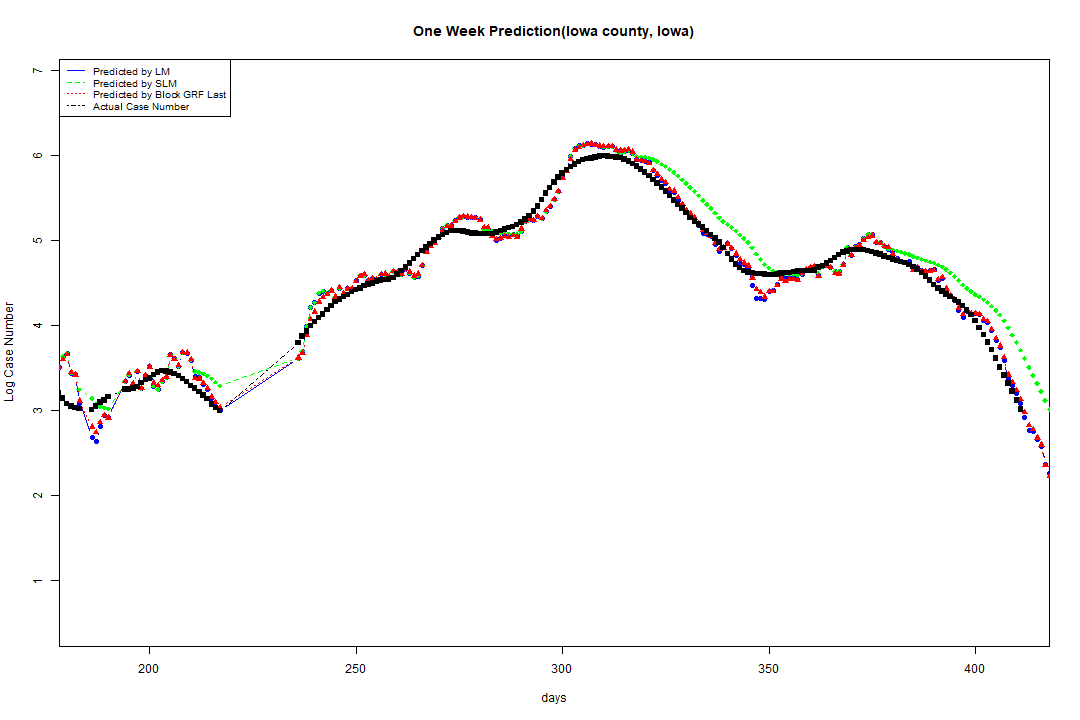 One Week Prediction(Iowa county, Iowa)
Predicted by LM
Predicted by SLM
Predicted by Block GRF Last
Actual Case Number
7
6
5
4
3
2
1
Log Case Number
200 250 300 350 400
days